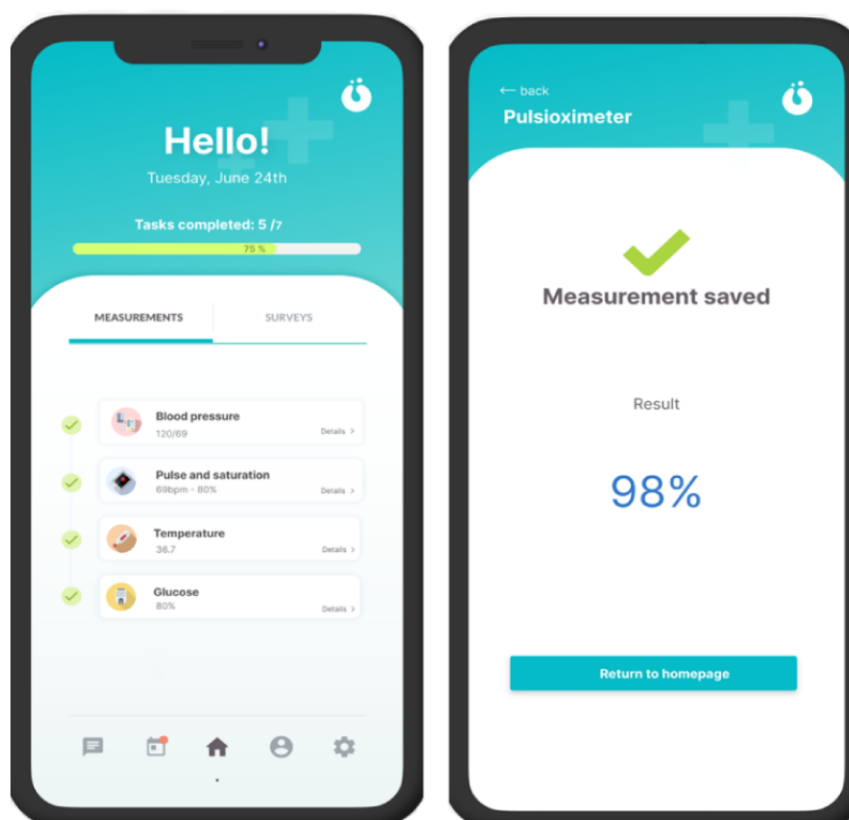 Hello!
Tuesday, June 24th
Tasks completed: 5 /7
75 %
MEASUREMENTS
SURVEYS
Blood pressure
120/69
Details >
Pulse and saturation
69bpm - 80%
Details >
Temperature
36.7
Details >
Glucose
80%
Details >
← back
Pulsioximeter
Measurement saved
Result
98%
Return to homepage